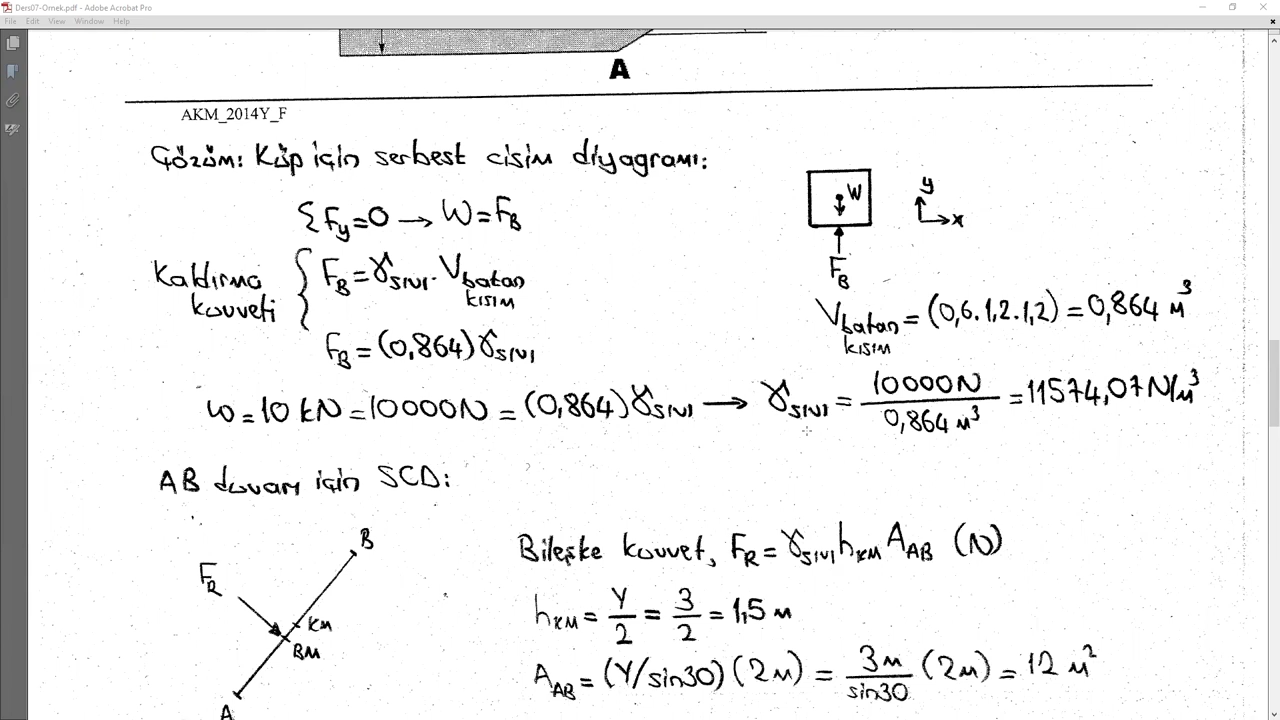 Ders07-Ornek.pdf - Adobe Acrobat Pro
File Edit View Window Help
A
AKM_2014Y_F
Çözüm: Küp için serbest cisim diyagramı:
ΣFy=0 → W=FB
W
y
x
FB
Kaldırma kuvveti
FB=γsıvı.Vbatan kısım
FB=(0,864)γsıvı
Vbatan kısım=(0,6.1,2.1,2)=0,864 m³
W=10 kN=10000N=(0,864)γsıvı → γsıvı=10000N/0,864 m³=11574,07N/m³
AB duvarı için SCD:
B
FR
KM
BM
A
Bileşke kuvvet, FR=γsıvı hKM AAB (N)
hKM=Y/2=3/2=1,5 m
AAB=(Y/sin30)(2m)=3m/sin30 (2m)=12 m²